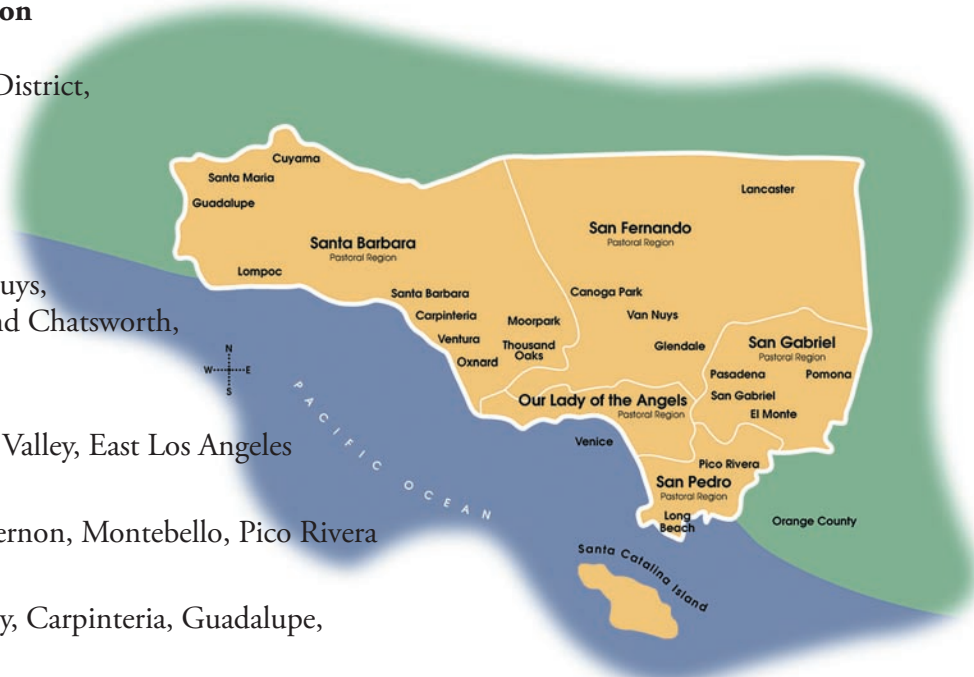 on
District,
uys,
nd Chatsworth,
Valley, East Los Angeles
ernon, Montebello, Pico Rivera
y, Carpinteria, Guadalupe,
Cuyama
Santa Maria
Guadalupe
Lancaster
San Fernando
Pastoral Region
Santa Barbara
Pastoral Region
Lompoc
Santa Barbara
Canoga Park
Carpinteria
Moorpark
Van Nuys
Ventura
Thousand
Oaks
Glendale
San Gabriel
Pastoral Region
Oxnard
Pasadena
Pomona
San Gabriel
El Monte
Our Lady of the Angels
Pastoral Region
Venice
Pico Rivera
San Pedro
Pastoral Region
Long
Beach
Orange County
N
W E
S
PACIFIC OCEAN
Santa Catalina Island